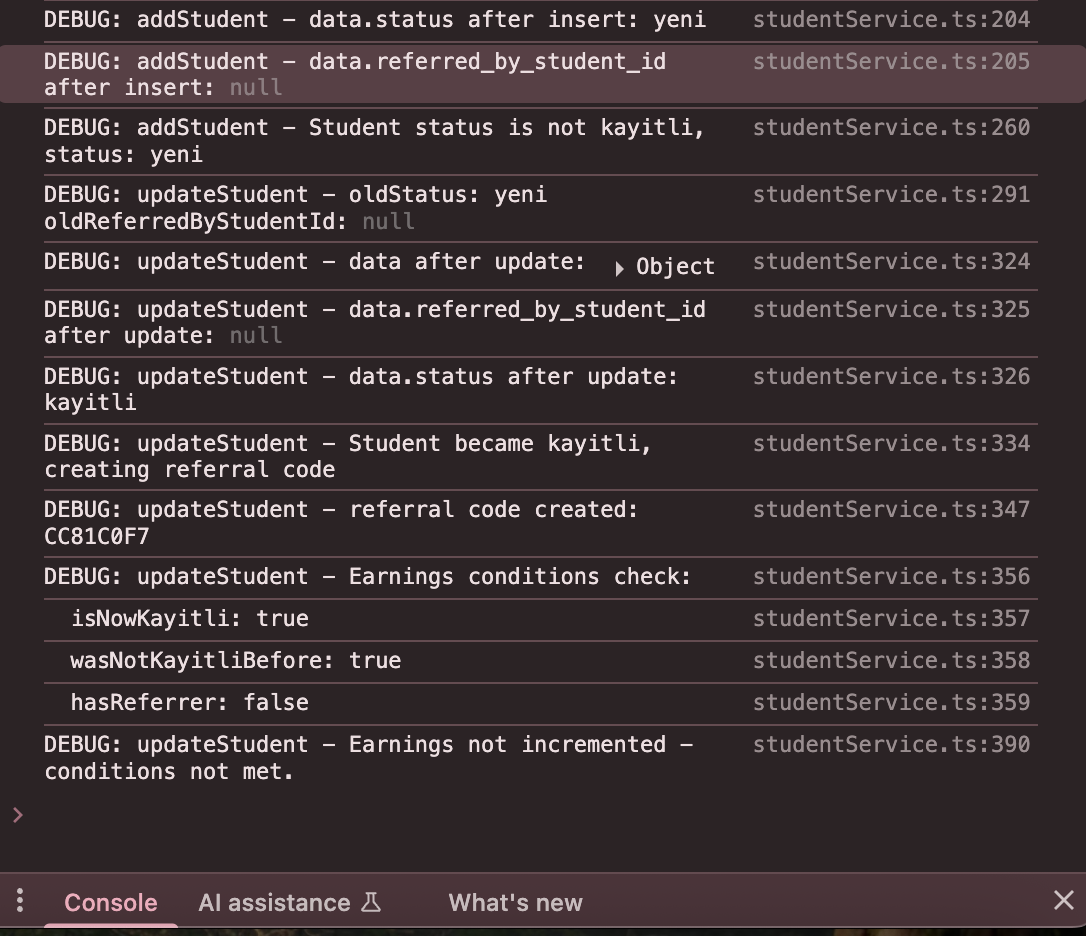 DEBUG: addStudent – data.status after insert: yeni studentService.ts:204
DEBUG: addStudent – data.referred_by_student_id studentService.ts:205
after insert: null
DEBUG: addStudent – Student status is not kayitli, studentService.ts:260
status: yeni
DEBUG: updateStudent – oldStatus: yeni studentService.ts:291
oldReferredByStudentId: null
DEBUG: updateStudent – data after update: Object studentService.ts:324
DEBUG: updateStudent – data.referred_by_student_id studentService.ts:325
after update: null
DEBUG: updateStudent – data.status after update: studentService.ts:326
kayitli
DEBUG: updateStudent – Student became kayitli, studentService.ts:334
creating referral code
DEBUG: updateStudent – referral code created: studentService.ts:347
CC81C0F7
DEBUG: updateStudent – Earnings conditions check: studentService.ts:356
isNowKayitli: true studentService.ts:357
wasNotKayitliBefore: true studentService.ts:358
hasReferrer: false studentService.ts:359
DEBUG: updateStudent – Earnings not incremented – studentService.ts:390
conditions not met.
Console AI assistance What's new